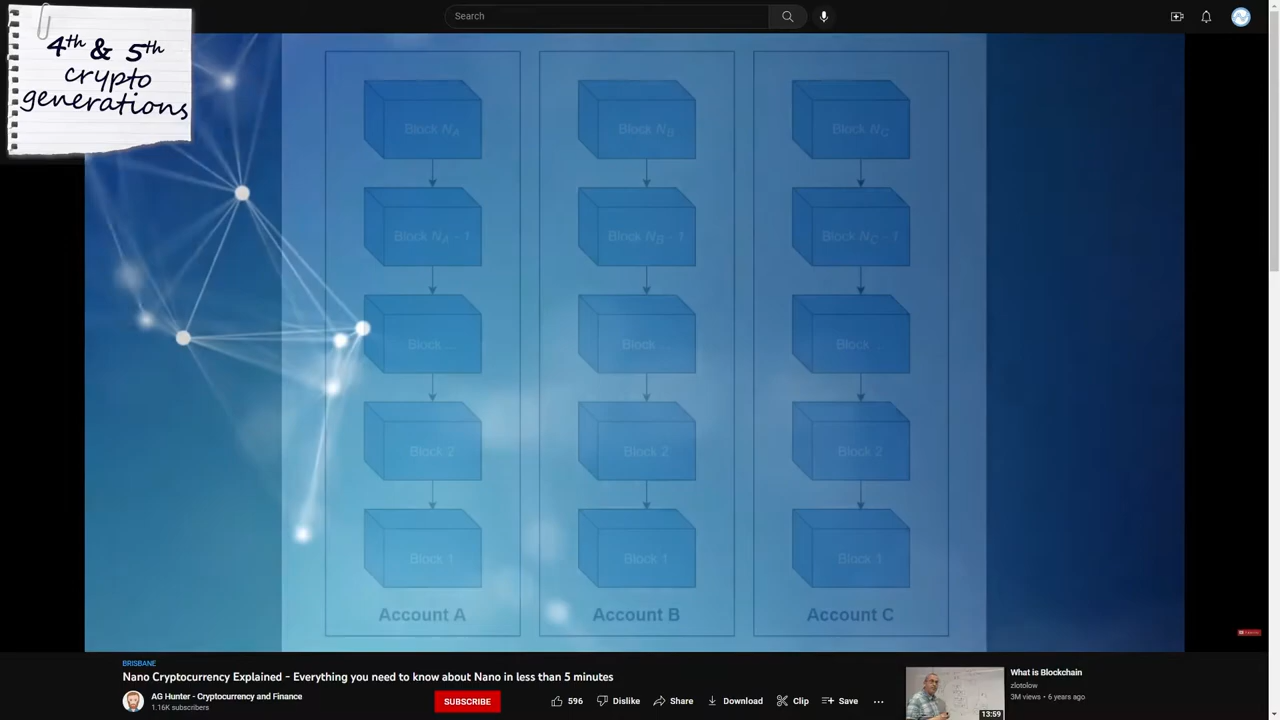 4th & 5th
crypto
generations
Search
Block NA
Block NB
Block NC
Block NA - 1
Block NB - 1
Block NC - 1
Block ...
Block ...
Block ...
Block 2
Block 2
Block 2
Block 1
Block 1
Block 1
Account A
Account B
Account C
BRISBANE
Nano Cryptocurrency Explained - Everything you need to know about Nano in less than 5 minutes
AG Hunter - Cryptocurrency and Finance
1.16K subscribers
SUBSCRIBE
596
Dislike
Share
Download
Clip
Save
What is Blockchain
zlotolow
3M views • 6 years ago
13:59